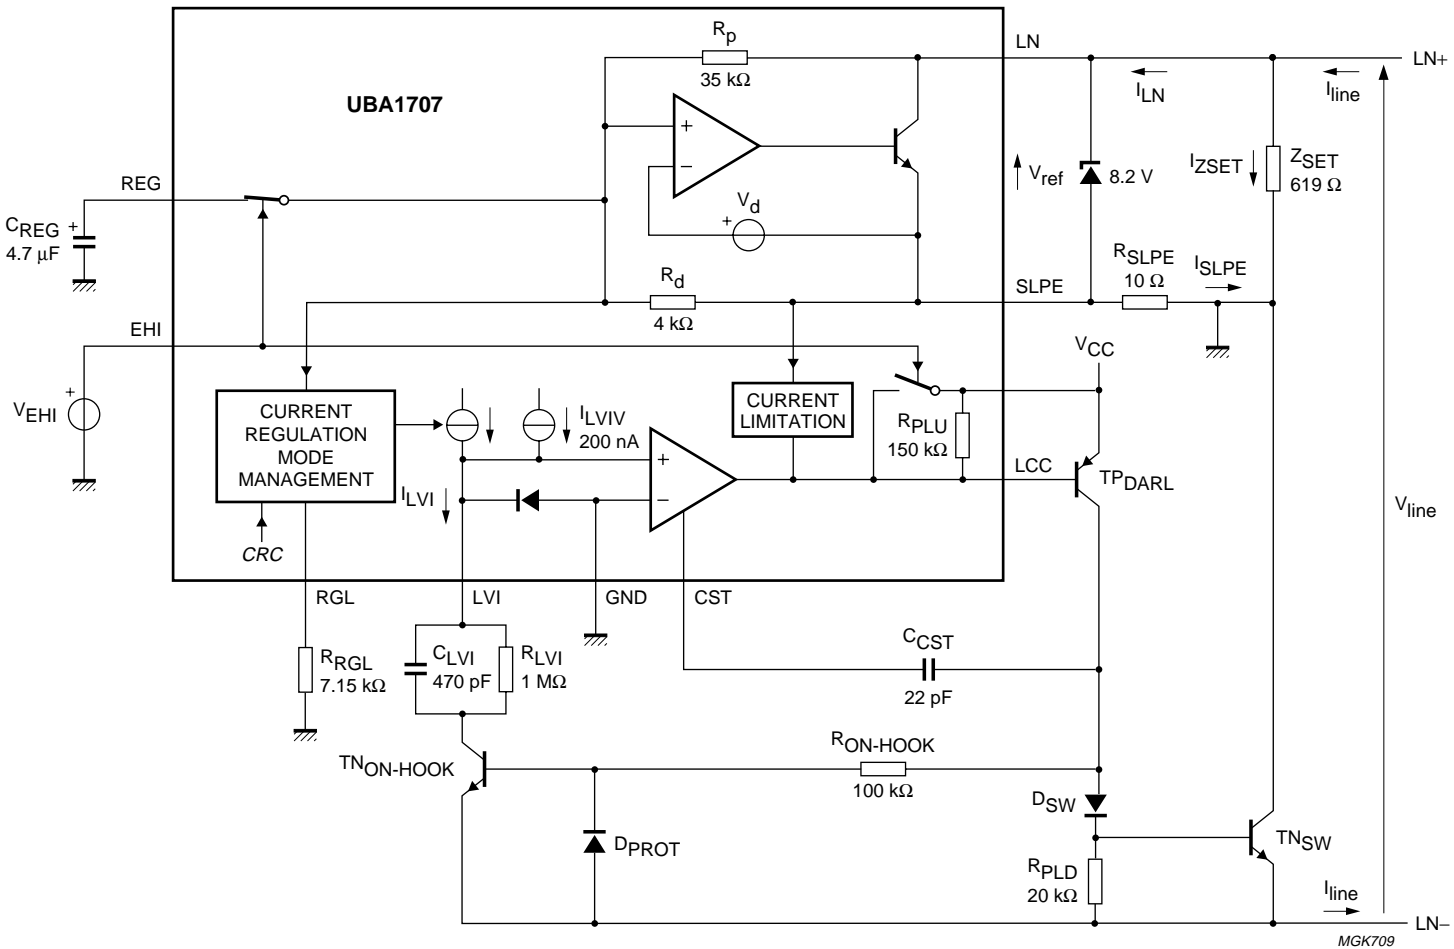 UBA1707
Rp
35 kΩ
LN
LN+
ILN
Iline
Vref
8.2 V
IZSET
ZSET
619 Ω
REG
CREG
4.7 μF
+
+
−
Vd
+
RSLPE
10 Ω
ISLPE
SLPE
Rd
4 kΩ
EHI
VEHI
+
VCC
CURRENT
REGULATION
MODE
MANAGEMENT
CRC
ILVIV
200 nA
ILVI
+
−
CURRENT
LIMITATION
RPLU
150 kΩ
LCC
TPDARL
Vline
RGL
LVI
GND
CST
RRGL
7.15 kΩ
CLVI
470 pF
RLVI
1 MΩ
CCST
22 pF
TNON-HOOK
RON-HOOK
100 kΩ
DPROT
DSW
RPLD
20 kΩ
TNSW
Iline
LN−
MGK709